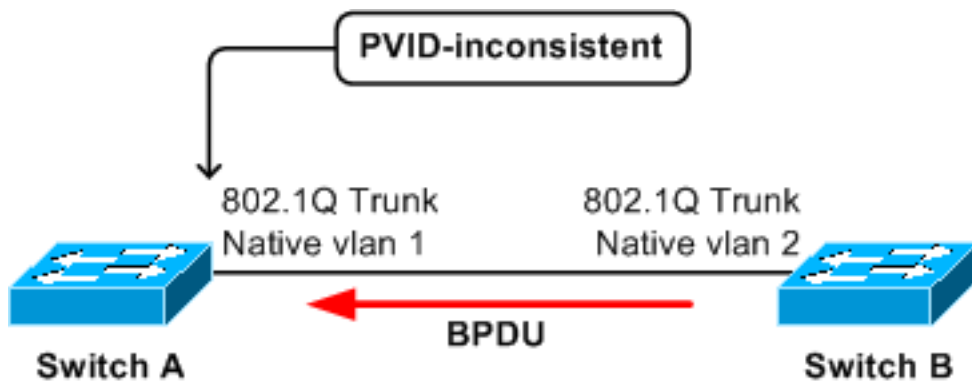 PVID-inconsistent
802.1Q Trunk
Native vlan 1
802.1Q Trunk
Native vlan 2
BPDU
Switch A
Switch B